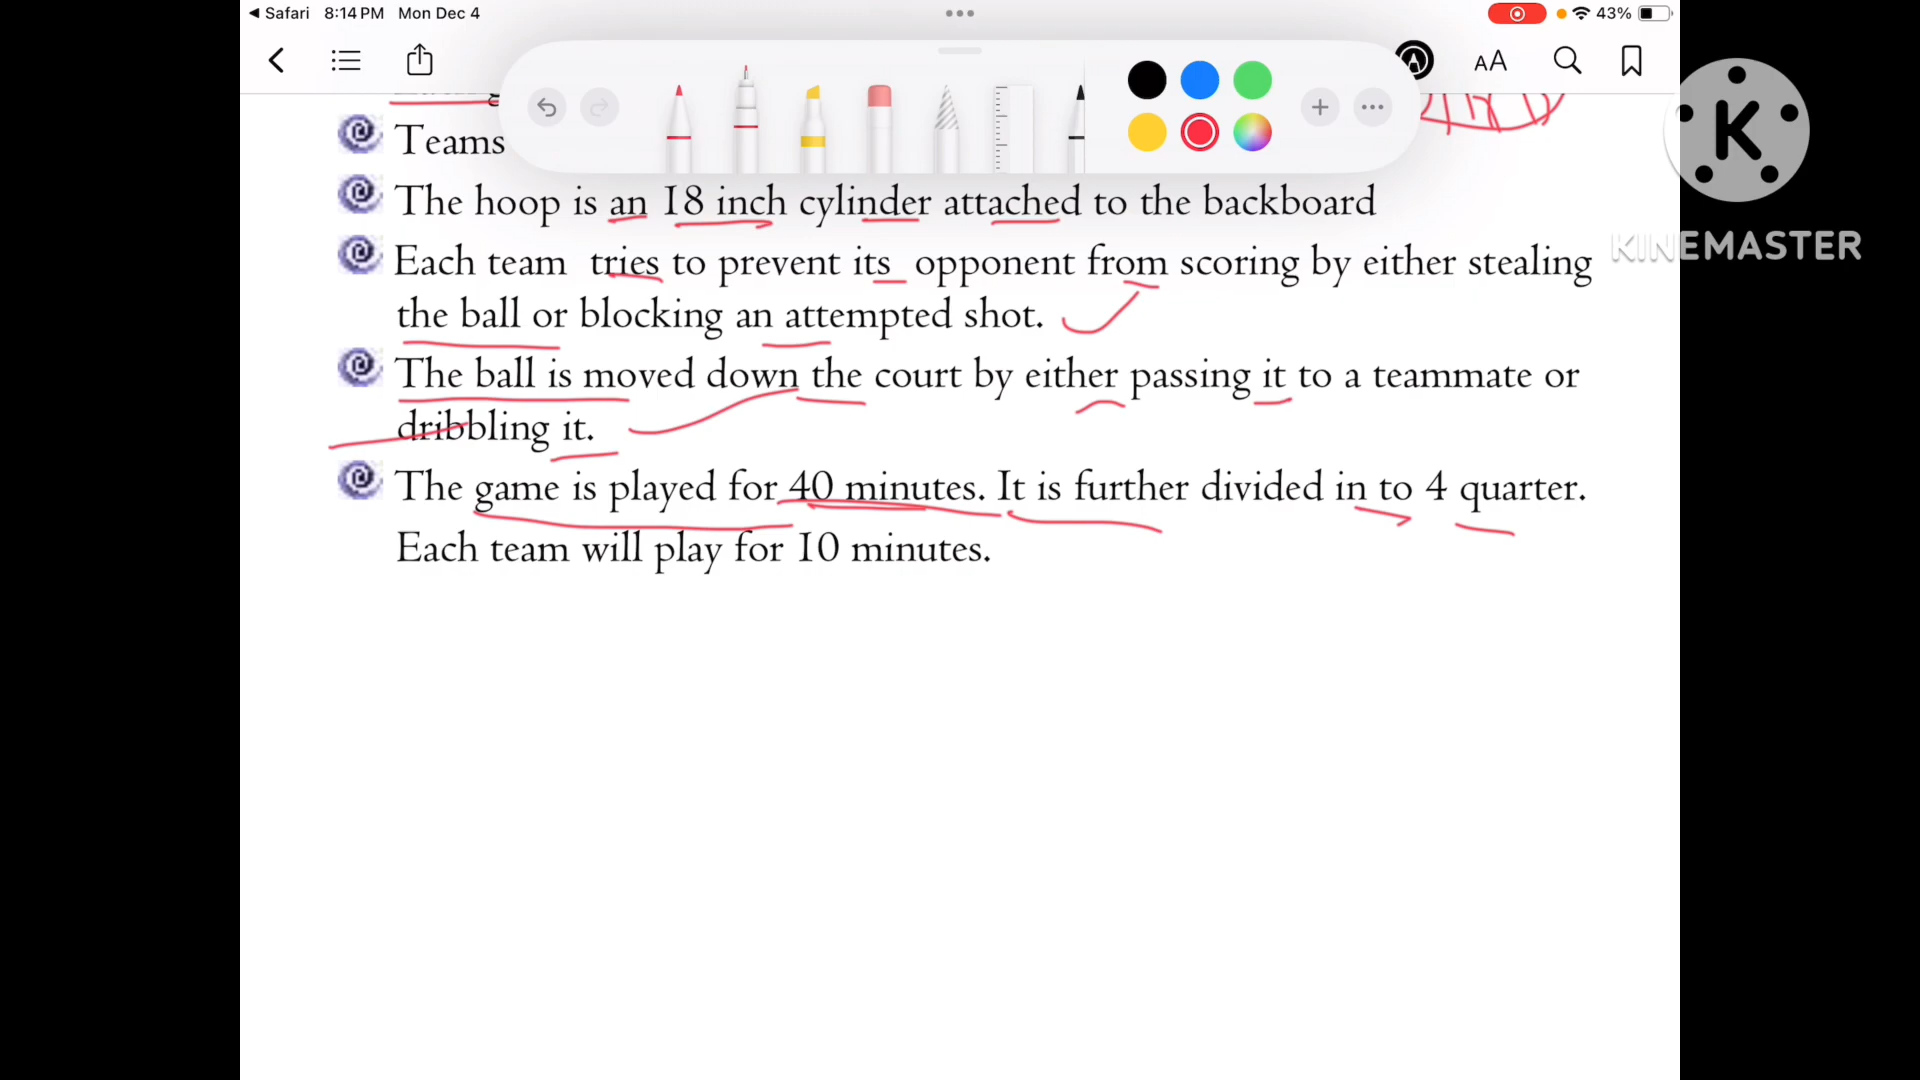 Safari 8:14 PM Mon Dec 4
43%
AA
K
KINEMASTER
Teams
The hoop is an 18 inch cylinder attached to the backboard
Each team tries to prevent its opponent from scoring by either stealing
the ball or blocking an attempted shot.
The ball is moved down the court by either passing it to a teammate or
dribbling it.
The game is played for 40 minutes. It is further divided in to 4 quarter.
Each team will play for 10 minutes.